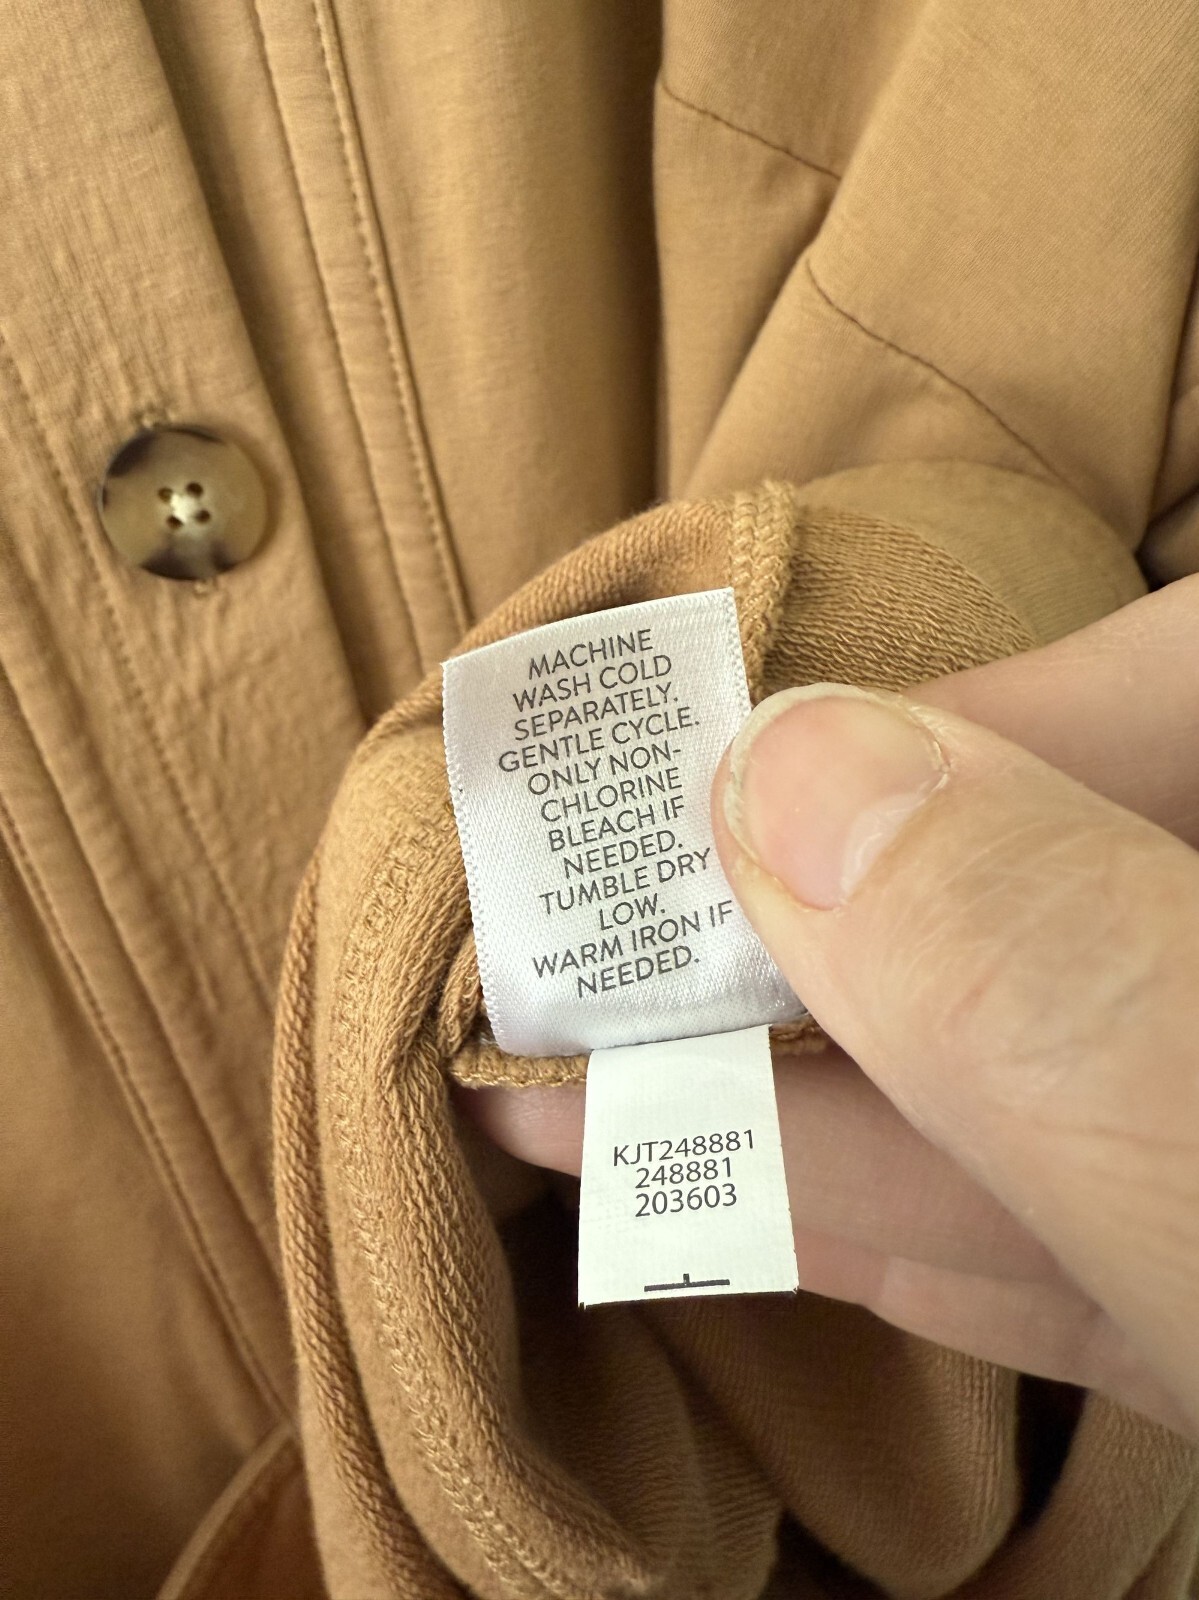 MACHINE
WASH COLD
SEPARATELY.
GENTLE CYCLE.
ONLY NON-
CHLORINE
BLEACH IF
NEEDED.
TUMBLE DRY
LOW.
WARM IRON IF
NEEDED.
KJT248881
248881
203603